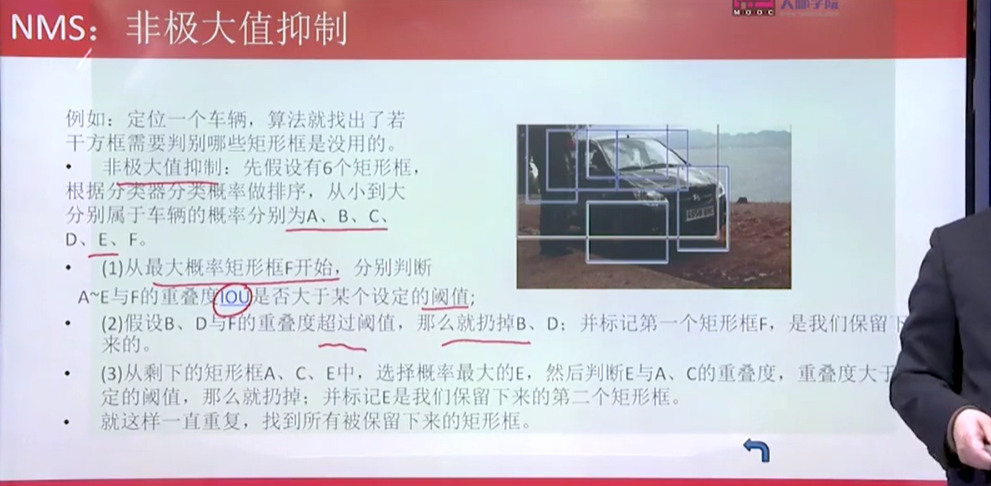 MOOC
NMS：非极大值抑制
例如：定位一个车辆，算法就找出了若
干方框需要判别哪些矩形框是没用的。
• 非极大值抑制：先假设有6个矩形框，
根据分类器分类概率做排序，从小到大
分别属于车辆的概率分别为A、B、C、
D、E、F。
• (1)从最大概率矩形框F开始，分别判断
A~E与F的重叠度IOU是否大于某个设定的阈值;
• (2)假设B、D与F的重叠度超过阈值，那么就扔掉B、D；并标记第一个矩形框F，是我们保留下
来的。
• (3)从剩下的矩形框A、C、E中，选择概率最大的E，然后判断E与A、C的重叠度，重叠度大于
定的阈值，那么就扔掉；并标记E是我们保留下来的第二个矩形框。
• 就这样一直重复，找到所有被保留下来的矩形框。